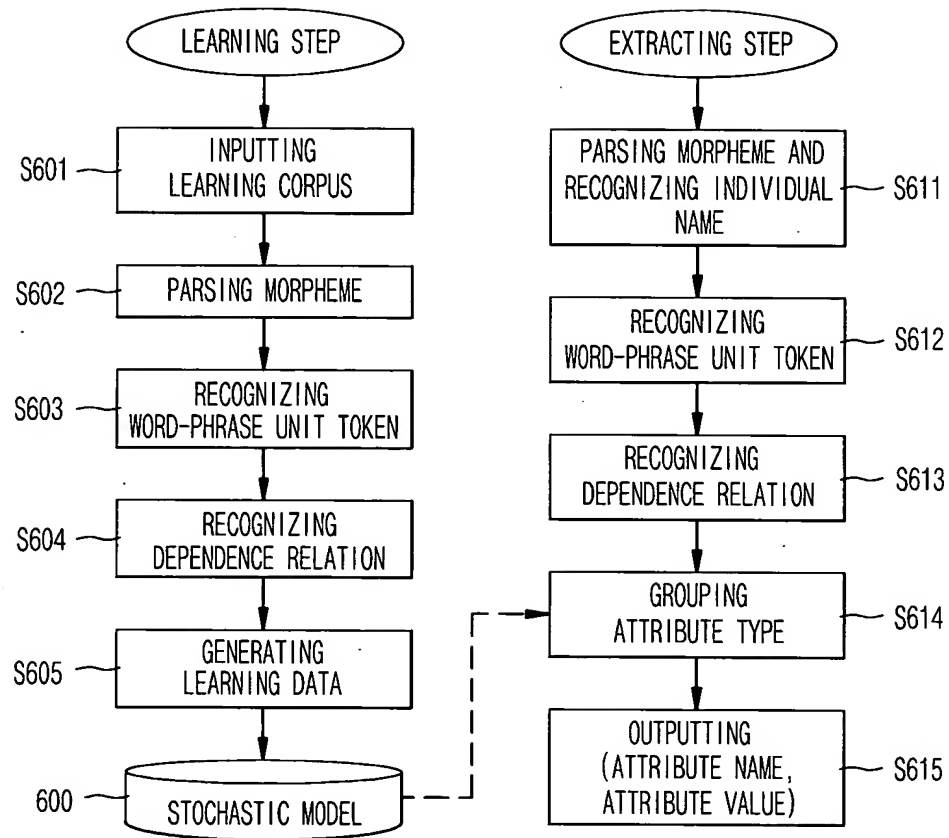 LEARNING STEP
S601
INPUTTING
LEARNING CORPUS
S602
PARSING MORPHEME
S603
RECOGNIZING
WORD-PHRASE UNIT TOKEN
S604
RECOGNIZING
DEPENDENCE RELATION
S605
GENERATING
LEARNING DATA
600
STOCHASTIC MODEL
EXTRACTING STEP
PARSING MORPHEME AND
RECOGNIZING INDIVIDUAL
NAME
S611
RECOGNIZING
WORD-PHRASE UNIT TOKEN
S612
RECOGNIZING
DEPENDENCE RELATION
S613
GROUPING
ATTRIBUTE TYPE
S614
OUTPUTTING
(ATTRIBUTE NAME,
ATTRIBUTE VALUE)
S615